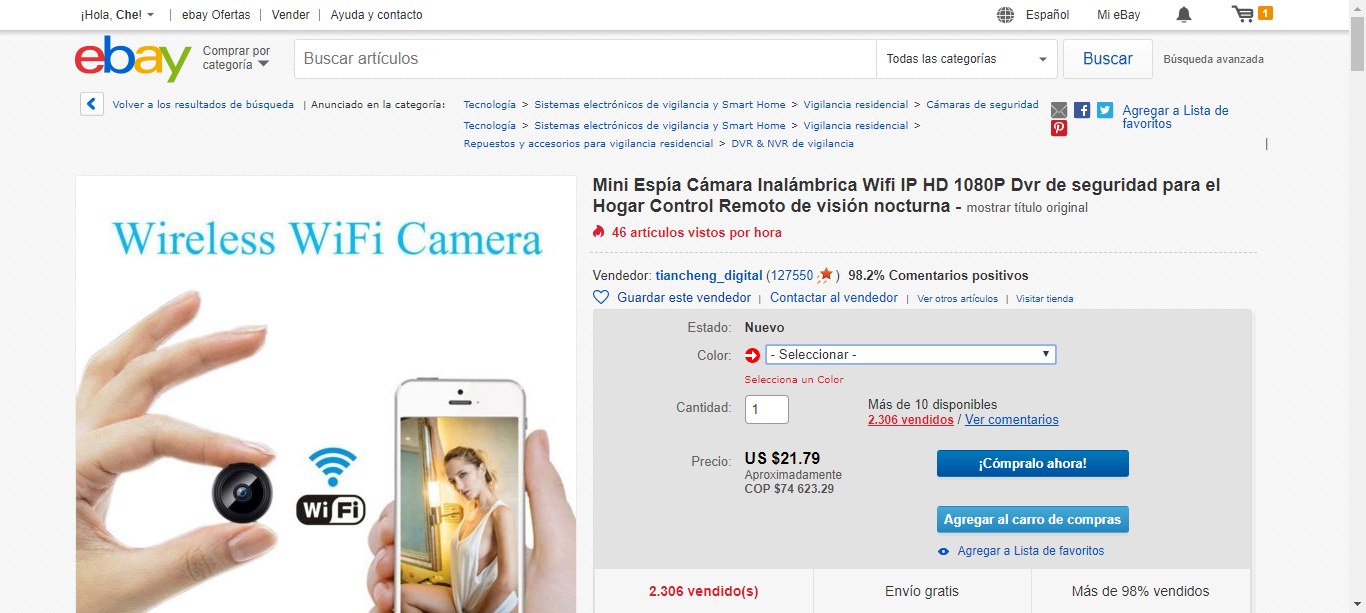 ¡Hola, Che! | ebay Ofertas | Vender | Ayuda y contacto Español Mi eBay 1
ebay Comprar por categoría Buscar artículos Todas las categorías Buscar Búsqueda avanzada
Volver a los resultados de búsqueda | Anunciado en la categoría: Tecnología > Sistemas electrónicos de vigilancia y Smart Home > Vigilancia residencial > Cámaras de seguridad
Tecnología > Sistemas electrónicos de vigilancia y Smart Home > Vigilancia residencial >
Repuestos y accesorios para vigilancia residencial > DVR & NVR de vigilancia
Agregar a Lista de
favoritos
|
Wireless WiFi Camera
WiFi
Mini Espía Cámara Inalámbrica Wifi IP HD 1080P Dvr de seguridad para el
Hogar Control Remoto de visión nocturna - mostrar título original
46 artículos vistos por hora
Vendedor: tiancheng_digital (127550 ) 98.2% Comentarios positivos
Guardar este vendedor | Contactar al vendedor | Ver otros artículos | Visitar tienda
Estado: Nuevo
Color: - Seleccionar -
Selecciona un Color
Cantidad: 1 Más de 10 disponibles
2.306 vendidos / Ver comentarios
Precio: US $21.79
Aproximadamente
COP $74 623.29
¡Cómpralo ahora!
Agregar al carro de compras
Agregar a Lista de favoritos
2.306 vendido(s) Envío gratis Más de 98% vendidos